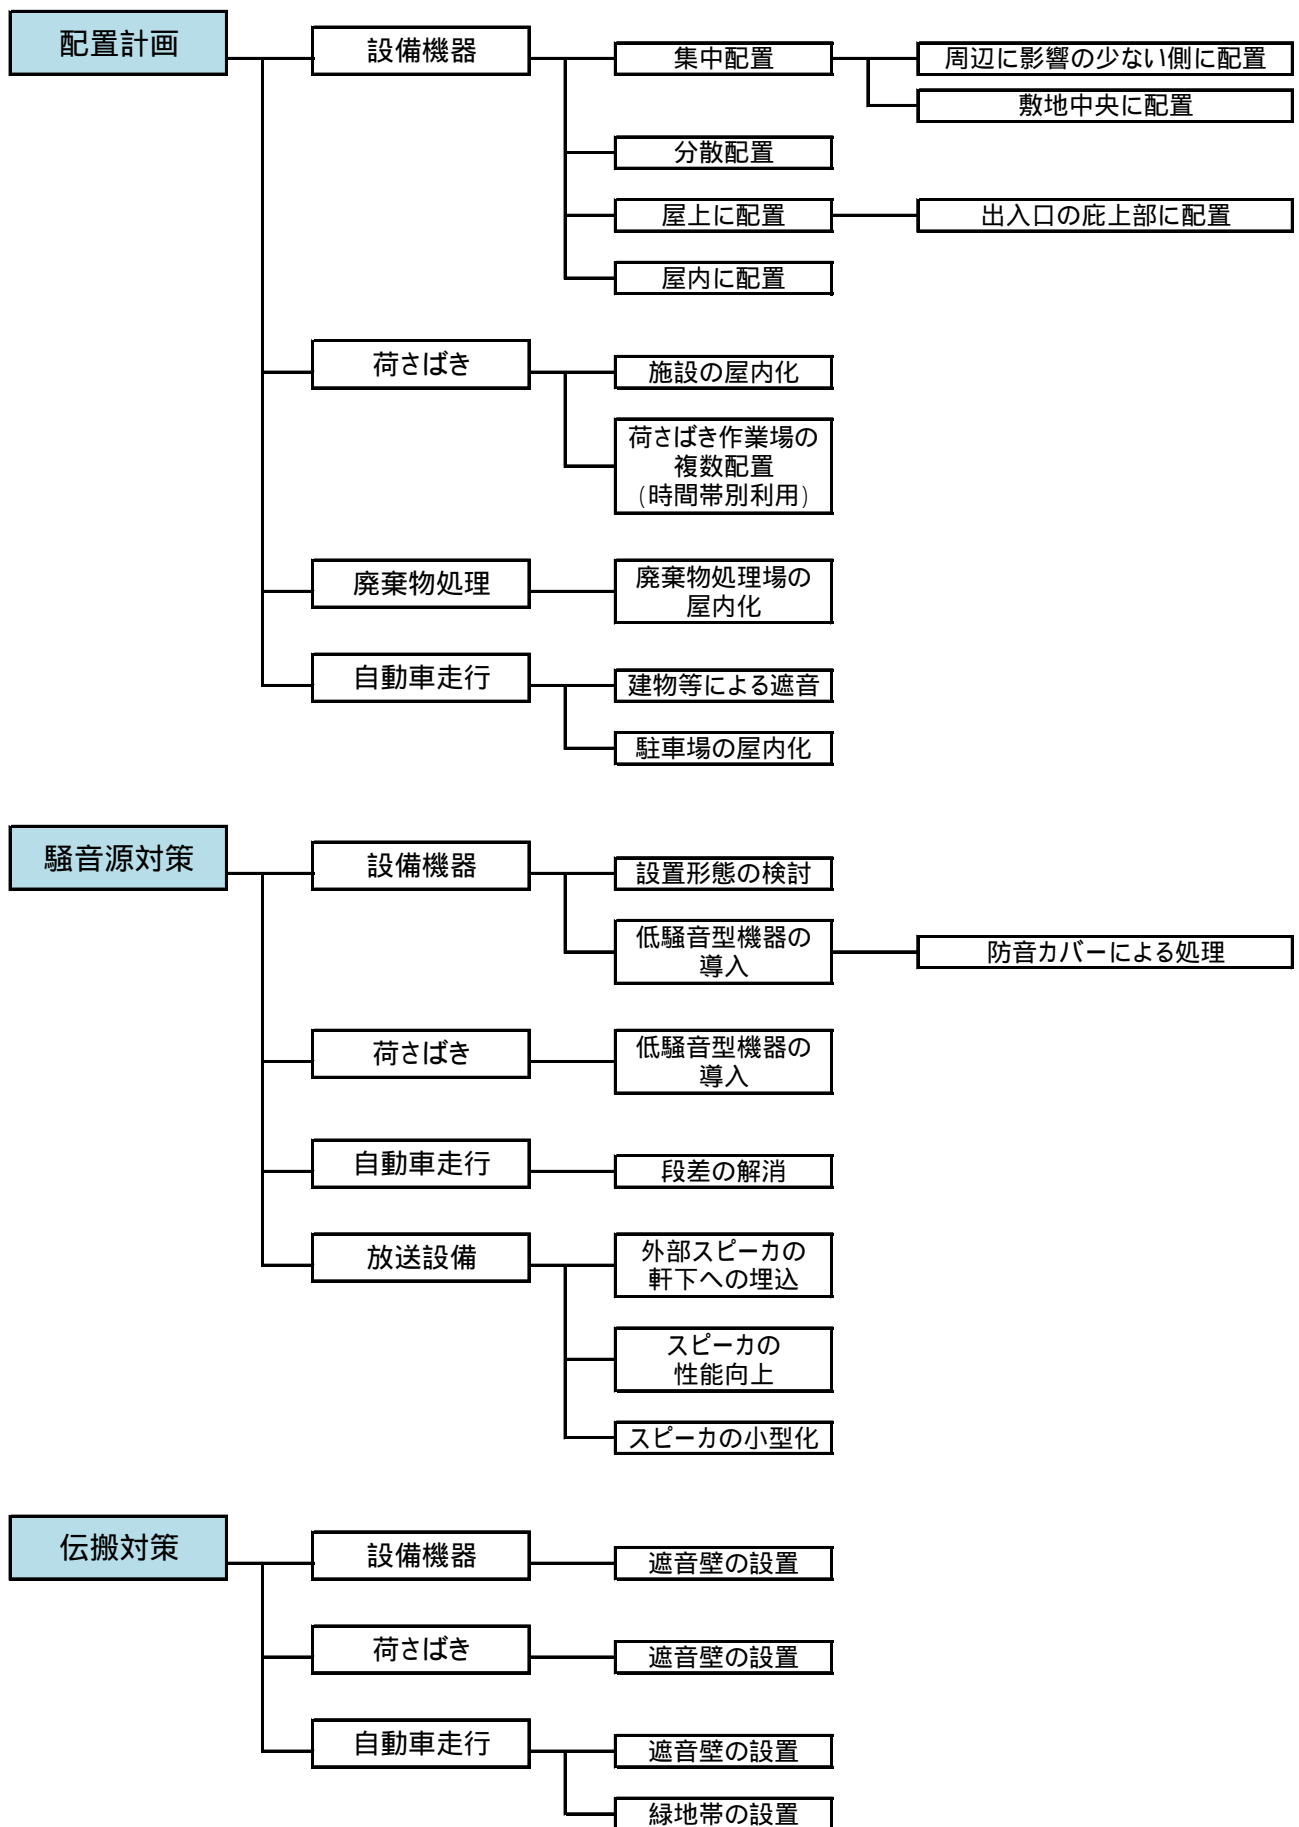 配置計画
設備機器
集中配置
周辺に影響の少ない側に配置
敷地中央に配置
分散配置
屋上に配置
出入口の庇上部に配置
屋内に配置
荷さばき
施設の屋内化
荷さばき作業場の
複数配置
(時間帯別利用)
廃棄物処理
廃棄物処理場の
屋内化
自動車走行
建物等による遮音
駐車場の屋内化
騒音源対策
設備機器
設置形態の検討
低騒音型機器の
導入
防音カバーによる処理
荷さばき
低騒音型機器の
導入
自動車走行
段差の解消
放送設備
外部スピーカの
軒下への埋込
スピーカの
性能向上
スピーカの小型化
伝搬対策
設備機器
遮音壁の設置
荷さばき
遮音壁の設置
自動車走行
遮音壁の設置
緑地帯の設置